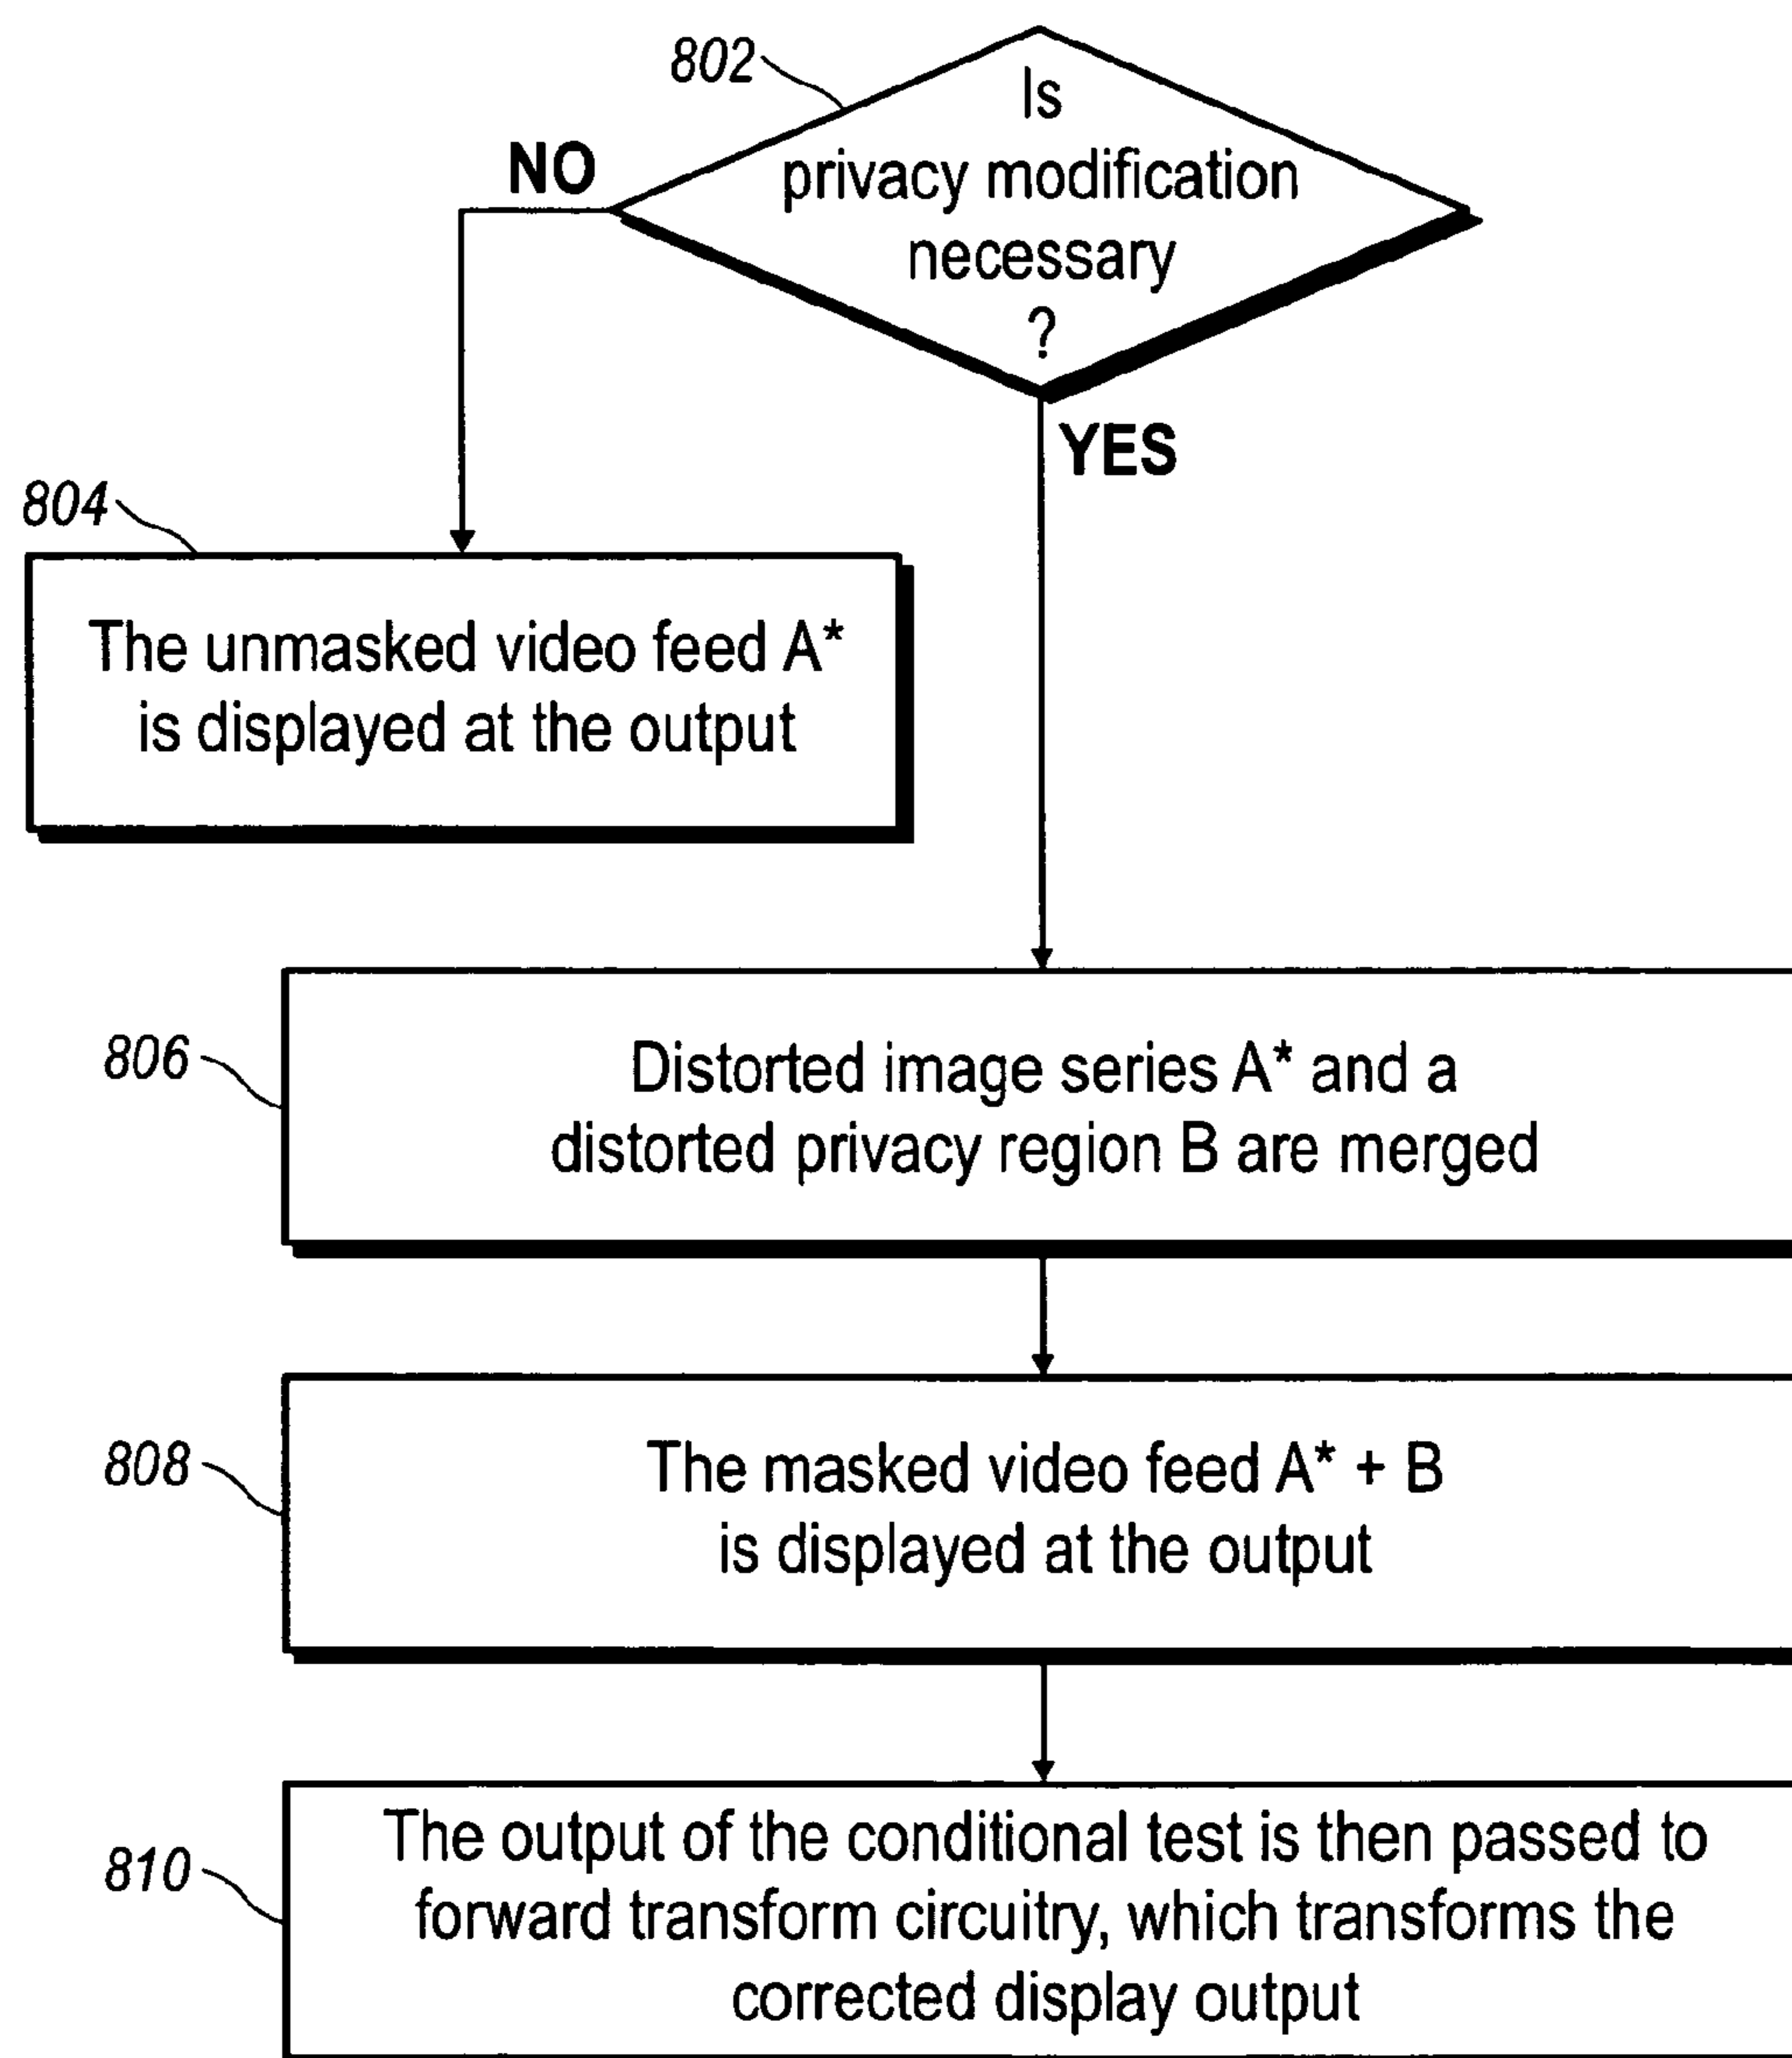 802
Is
privacy modification
necessary
?
NO
YES
804
The unmasked video feed A*
is displayed at the output
806
Distorted image series A* and a
distorted privacy region B are merged
808
The masked video feed A* + B
is displayed at the output
810
The output of the conditional test is then passed to
forward transform circuitry, which transforms the
corrected display output